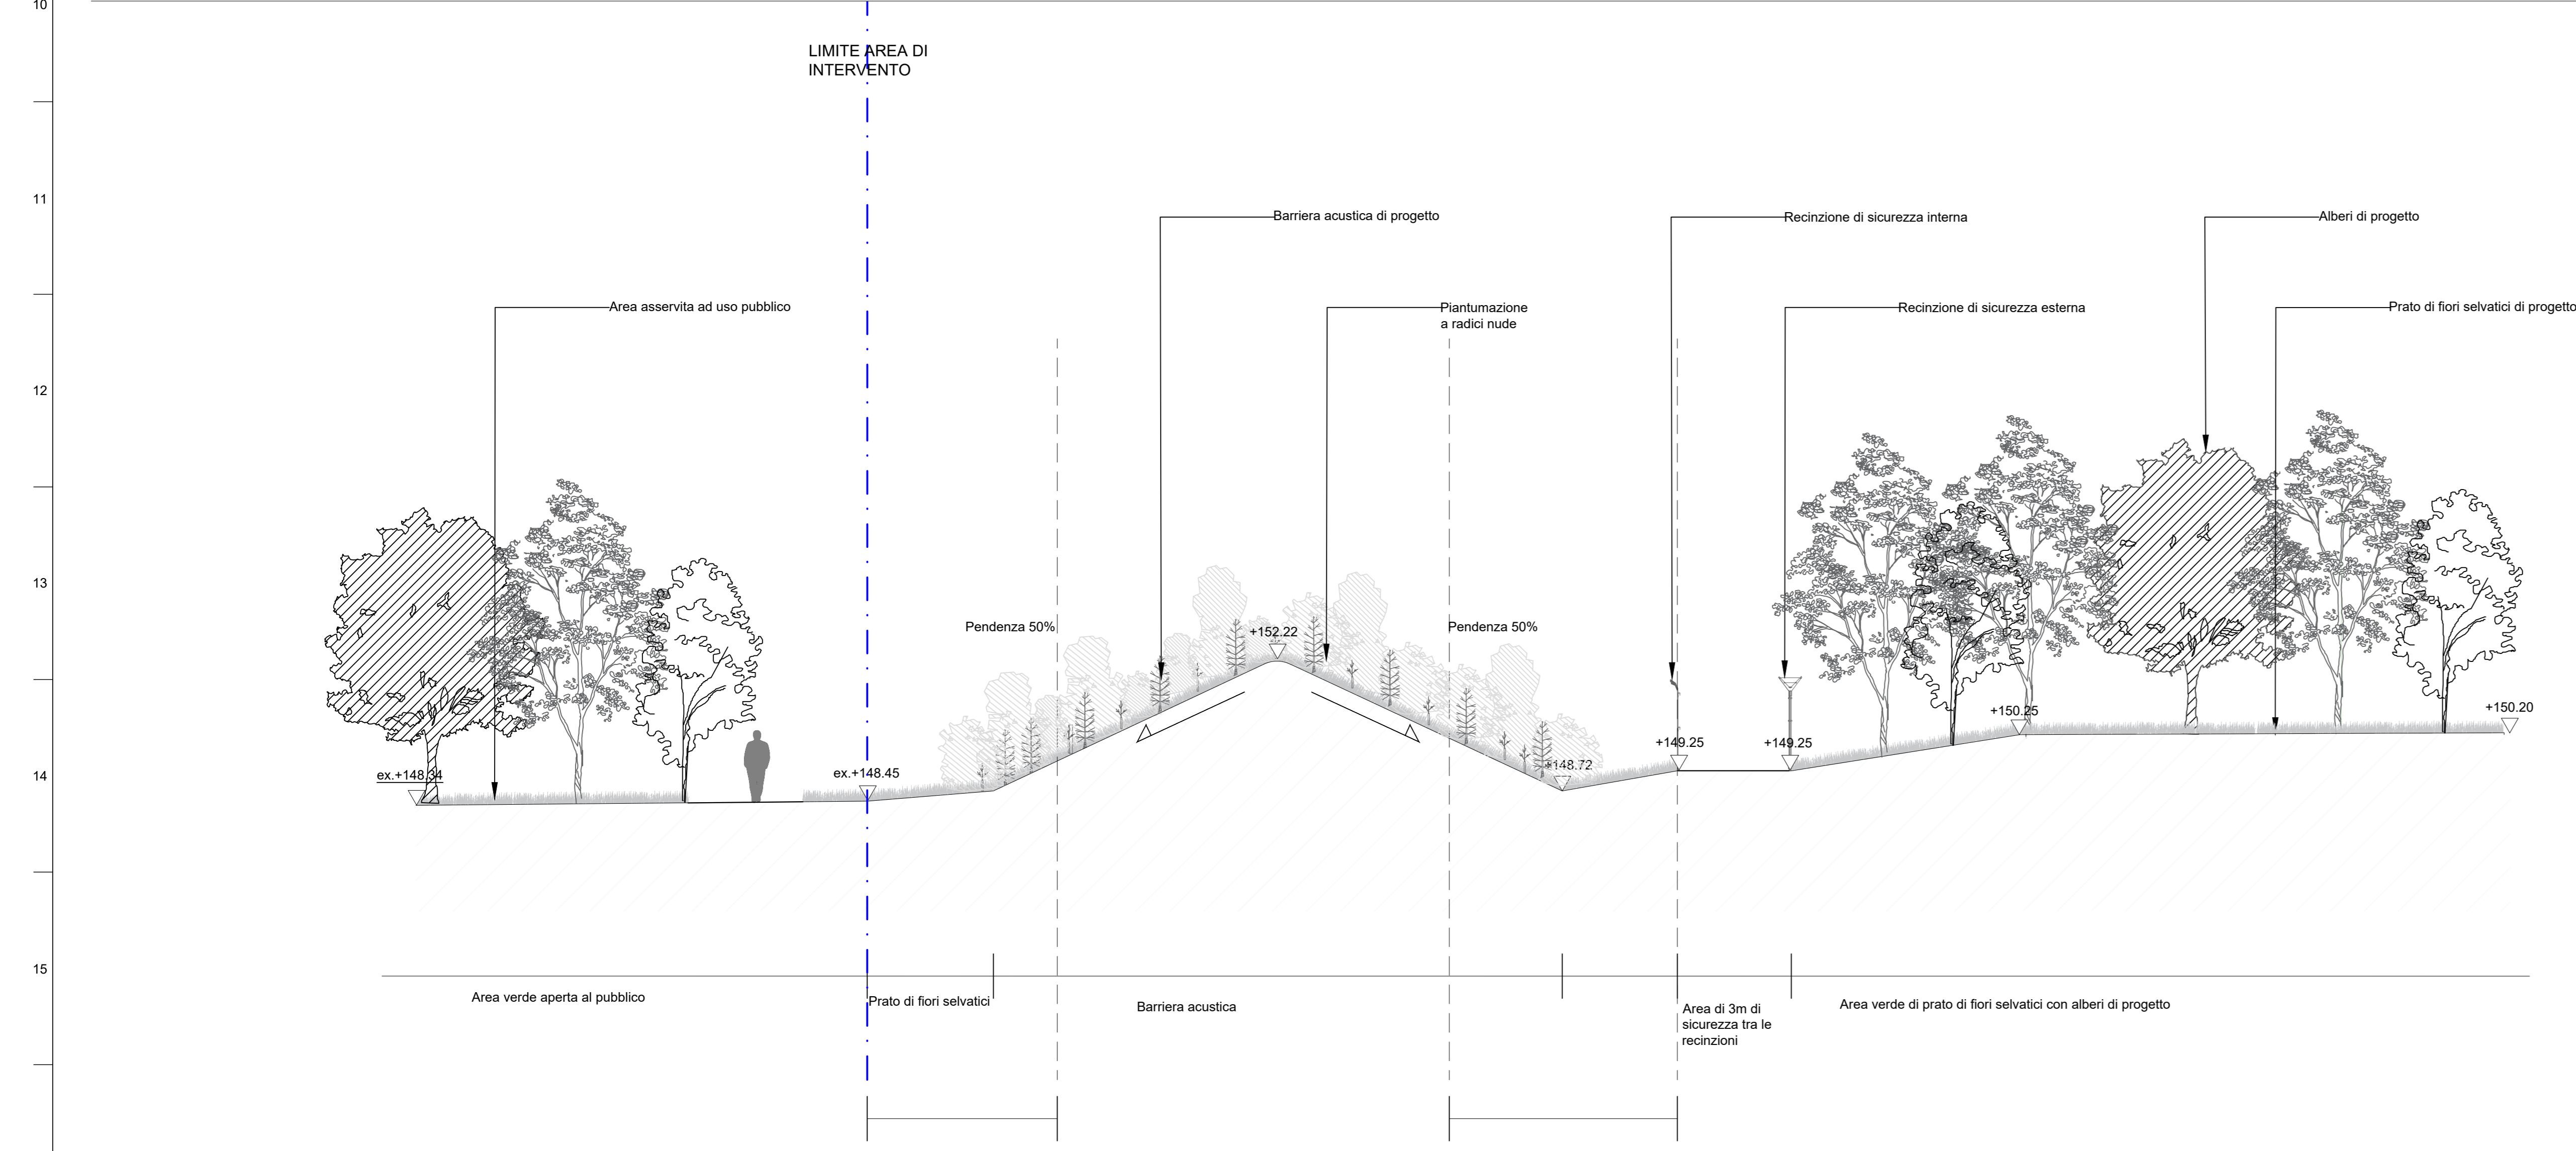 10
LIMITE AREA DI
INTERVENTO
11
Barriera acustica di progetto
Recinzione di sicurezza interna
Alberi di progetto
Area asservita ad uso pubblico
Piantumazione
a radici nude
Recinzione di sicurezza esterna
Prato di fiori selvatici di progetto
12
13
Pendenza 50%
+152.22
Pendenza 50%
+150.25
+150.20
+149.25
+149.25
14
ex.+148.34
ex.+148.45
+148.72
15
Area verde aperta al pubblico
Prato di fiori selvatici
Barriera acustica
Area di 3m di
sicurezza tra le
recinzioni
Area verde di prato di fiori selvatici con alberi di progetto